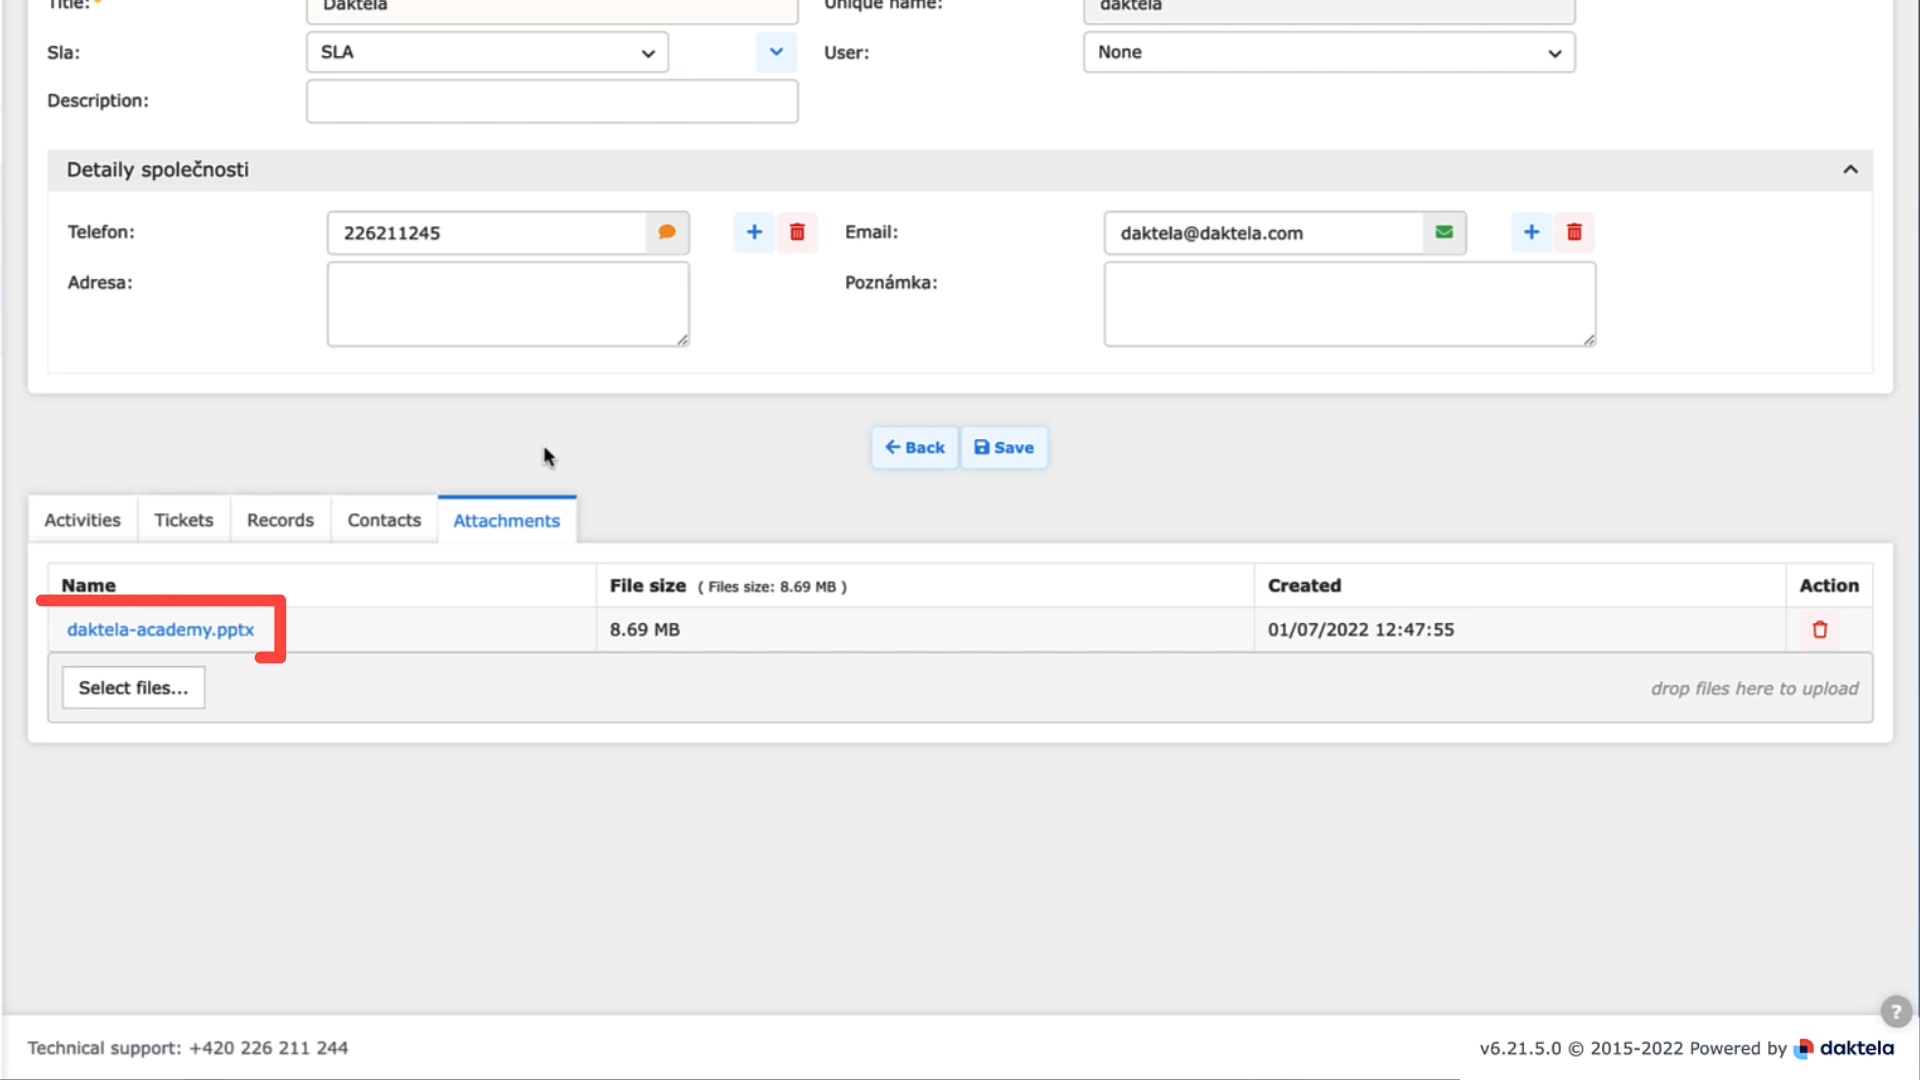 Title:* Daktela Unique name: daktela
Sla: SLA User: None
Description:
Detaily společnosti
Telefon: 226211245 Email: daktela@daktela.com
Adresa: Poznámka:
Back Save
Activities Tickets Records Contacts Attachments
Name File size ( Files size: 8.69 MB ) Created Action
daktela-academy.pptx 8.69 MB 01/07/2022 12:47:55
Select files... drop files here to upload
?
Technical support: +420 226 211 244 v6.21.5.0 © 2015-2022 Powered by daktela